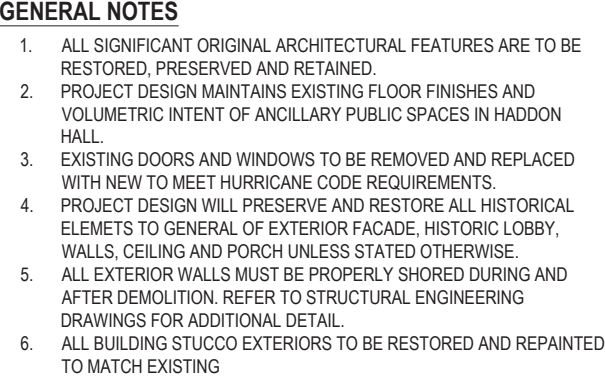 GENERAL NOTES
1. ALL SIGNIFICANT ORIGINAL ARCHITECTURAL FEATURES ARE TO BE
RESTORED, PRESERVED AND RETAINED.
2. PROJECT DESIGN MAINTAINS EXISTING FLOOR FINISHES AND
VOLUMETRIC INTENT OF ANCILLARY PUBLIC SPACES IN HADDON
HALL.
3. EXISTING DOORS AND WINDOWS TO BE REMOVED AND REPLACED
WITH NEW TO MEET HURRICANE CODE REQUIREMENTS.
4. PROJECT DESIGN WILL PRESERVE AND RESTORE ALL HISTORICAL
ELEMETS TO GENERAL OF EXTERIOR FACADE, HISTORIC LOBBY,
WALLS, CEILING AND PORCH UNLESS STATED OTHERWISE.
5. ALL EXTERIOR WALLS MUST BE PROPERLY SHORED DURING AND
AFTER DEMOLITION. REFER TO STRUCTURAL ENGINEERING
DRAWINGS FOR ADDITIONAL DETAIL.
6. ALL BUILDING STUCCO EXTERIORS TO BE RESTORED AND REPAINTED
TO MATCH EXISTING